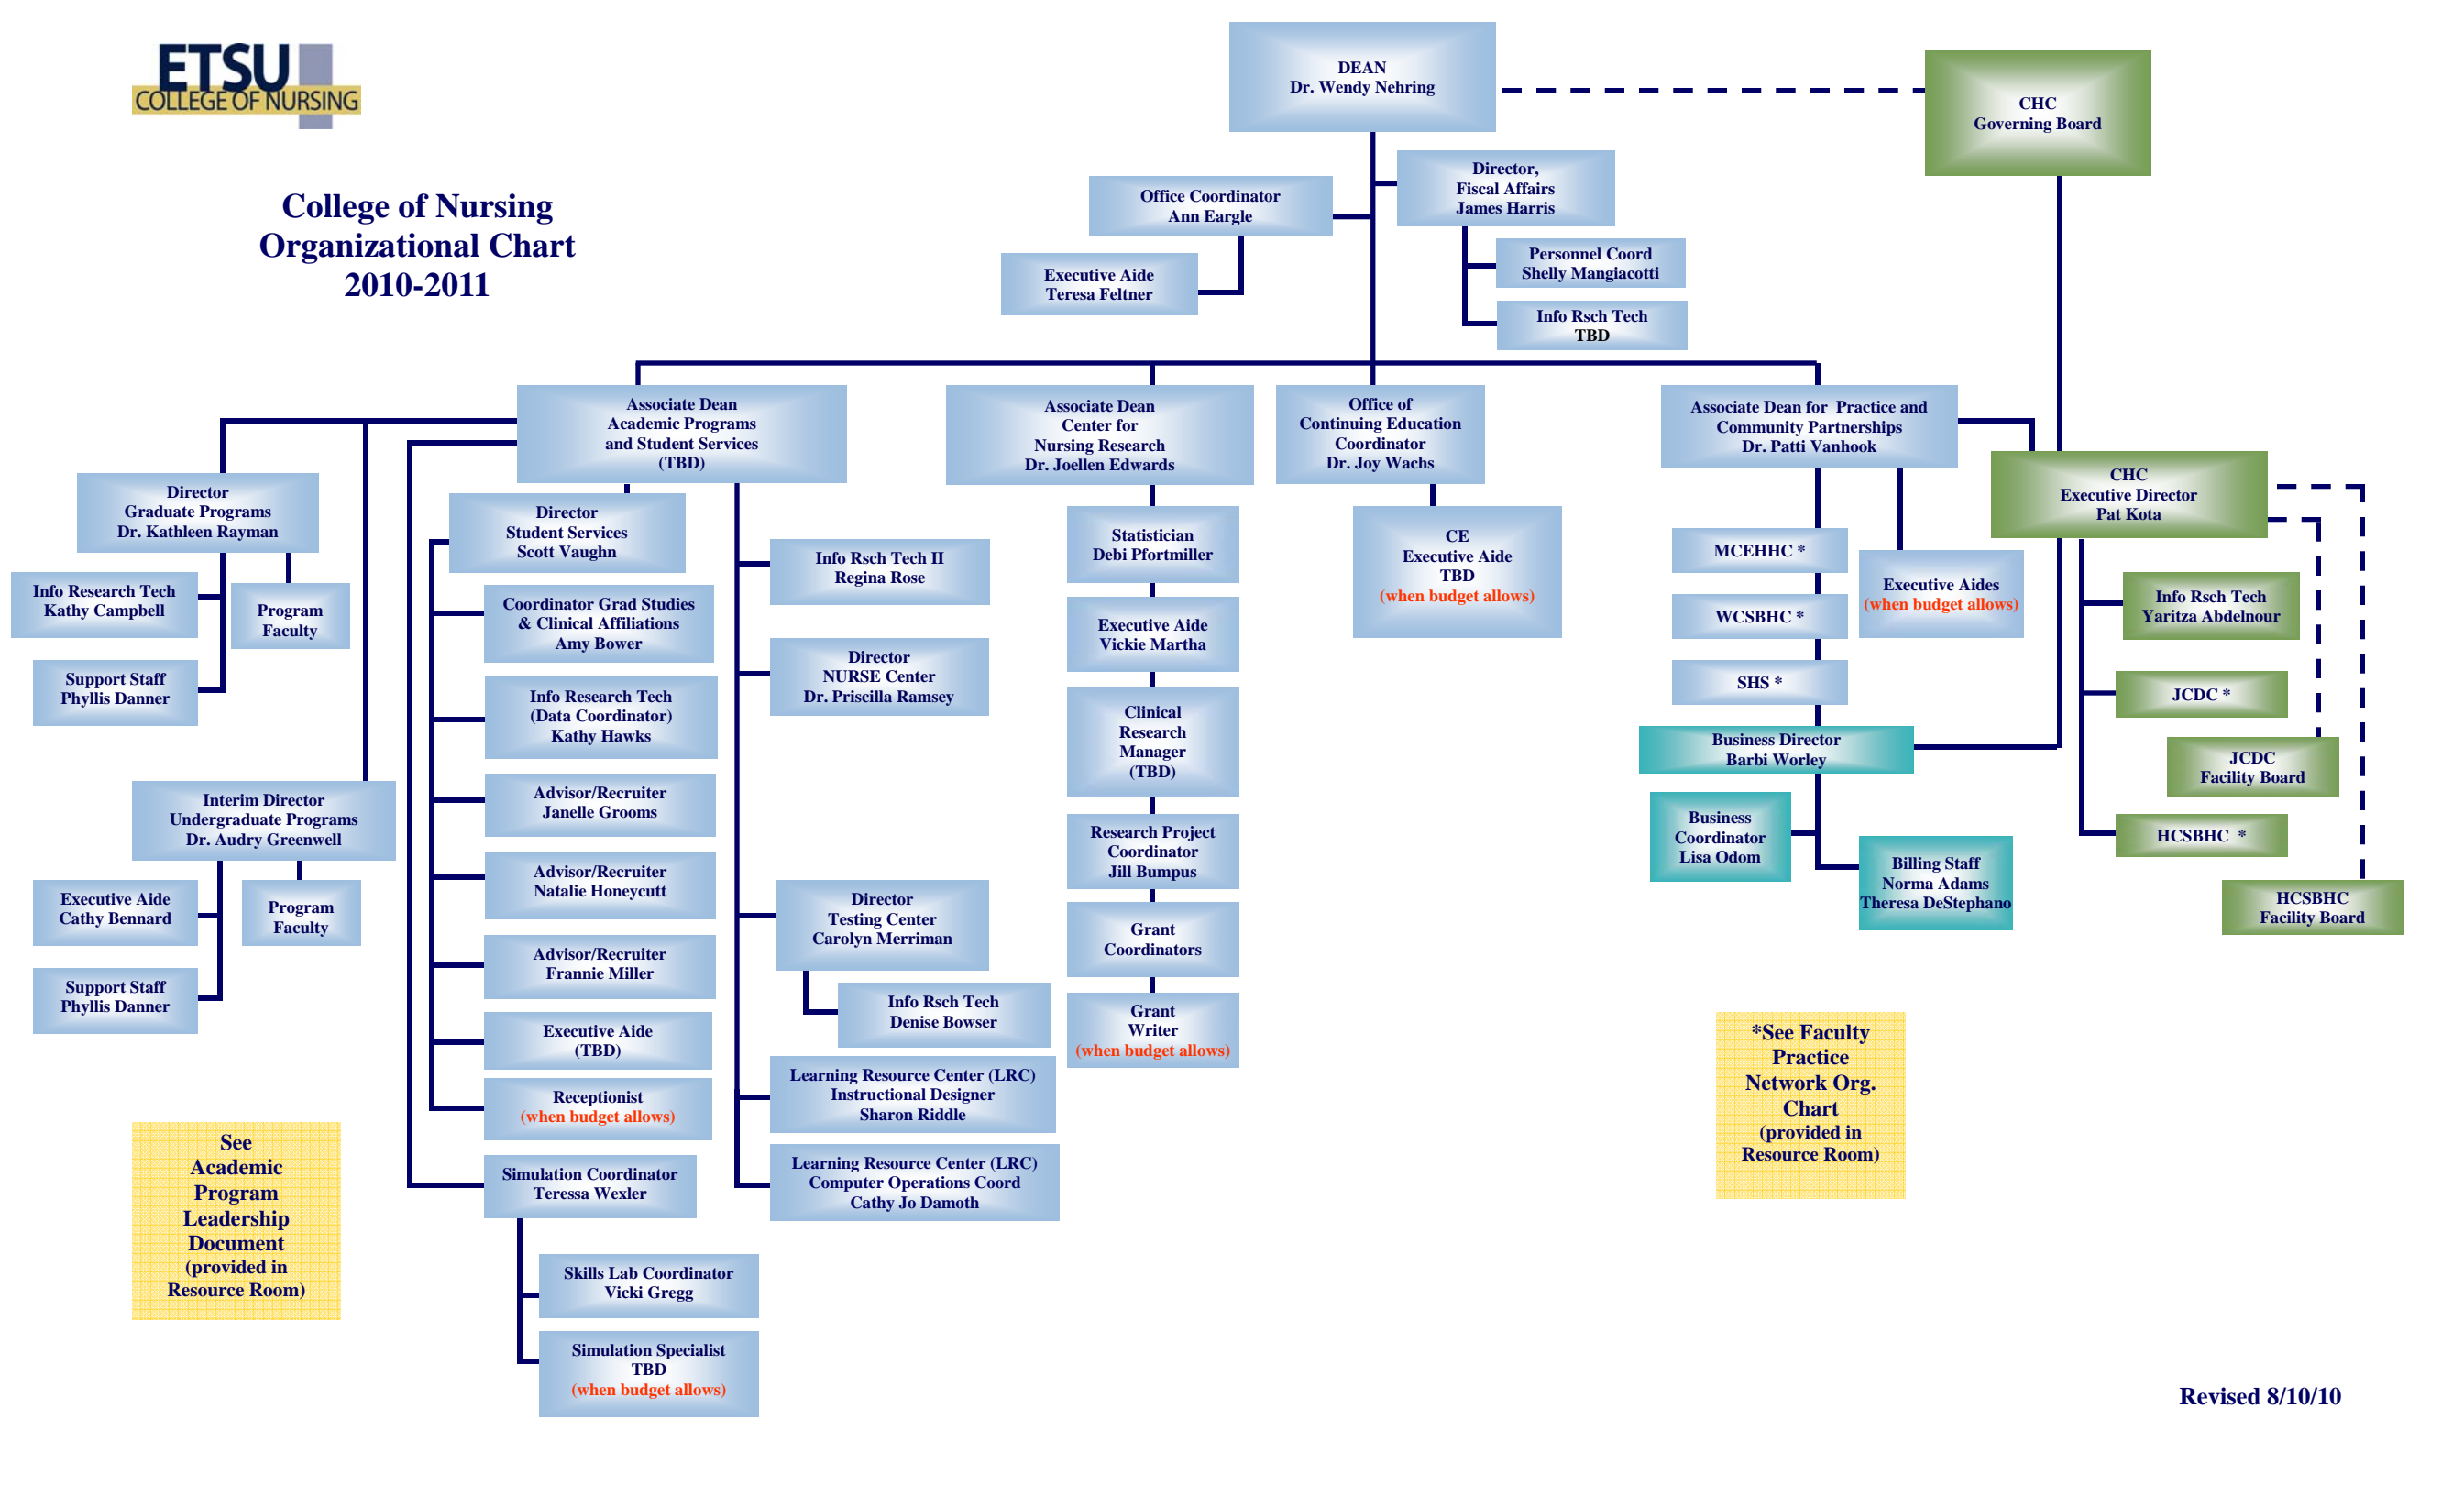 ETSU
COLLEGE OF NURSING
College of Nursing
Organizational Chart
2010-2011
DEAN
Dr. Wendy Nehring
CHC
Governing Board
Director,
Fiscal Affairs
James Harris
Office Coordinator
Ann Eargle
Executive Aide
Teresa Feltner
Personnel Coord
Shelly Mangiacotti
Info Rsch Tech
TBD
Associate Dean
Academic Programs
and Student Services
(TBD)
Associate Dean
Center for
Nursing Research
Dr. Joellen Edwards
Office of
Continuing Education
Coordinator
Dr. Joy Wachs
Associate Dean for  Practice and
Community Partnerships
Dr. Patti Vanhook
CHC
Executive Director
Pat Kota
Director
Graduate Programs
Dr. Kathleen Rayman
Info Research Tech
Kathy Campbell
Program
Faculty
Support Staff
Phyllis Danner
Interim Director
Undergraduate Programs
Dr. Audry Greenwell
Executive Aide
Cathy Bennard
Program
Faculty
Support Staff
Phyllis Danner
Director
Student Services
Scott Vaughn
Coordinator Grad Studies
& Clinical Affiliations
Amy Bower
Info Research Tech
(Data Coordinator)
Kathy Hawks
Advisor/Recruiter
Janelle Grooms
Advisor/Recruiter
Natalie Honeycutt
Advisor/Recruiter
Frannie Miller
Executive Aide
(TBD)
Receptionist
(when budget allows)
Simulation Coordinator
Teressa Wexler
Skills Lab Coordinator
Vicki Gregg
Simulation Specialist
TBD
(when budget allows)
Info Rsch Tech II
Regina Rose
Director
NURSE Center
Dr. Priscilla Ramsey
Director
Testing Center
Carolyn Merriman
Info Rsch Tech
Denise Bowser
Learning Resource Center (LRC)
Instructional Designer
Sharon Riddle
Learning Resource Center (LRC)
Computer Operations Coord
Cathy Jo Damoth
Statistician
Debi Pfortmiller
Executive Aide
Vickie Martha
Clinical
Research
Manager
(TBD)
Research Project
Coordinator
Jill Bumpus
Grant
Coordinators
Grant
Writer
(when budget allows)
CE
Executive Aide
TBD
(when budget allows)
MCEHHC *
WCSBHC *
SHS *
Executive Aides
(when budget allows)
Business Director
Barbi Worley
Business
Coordinator
Lisa Odom
Billing Staff
Norma Adams
Theresa DeStephano
Info Rsch Tech
Yaritza Abdelnour
JCDC *
JCDC
Facility Board
HCSBHC  *
HCSBHC
Facility Board
See
Academic
Program
Leadership
Document
(provided in
Resource Room)
*See Faculty
Practice
Network Org.
Chart
(provided in
Resource Room)
Revised 8/10/10